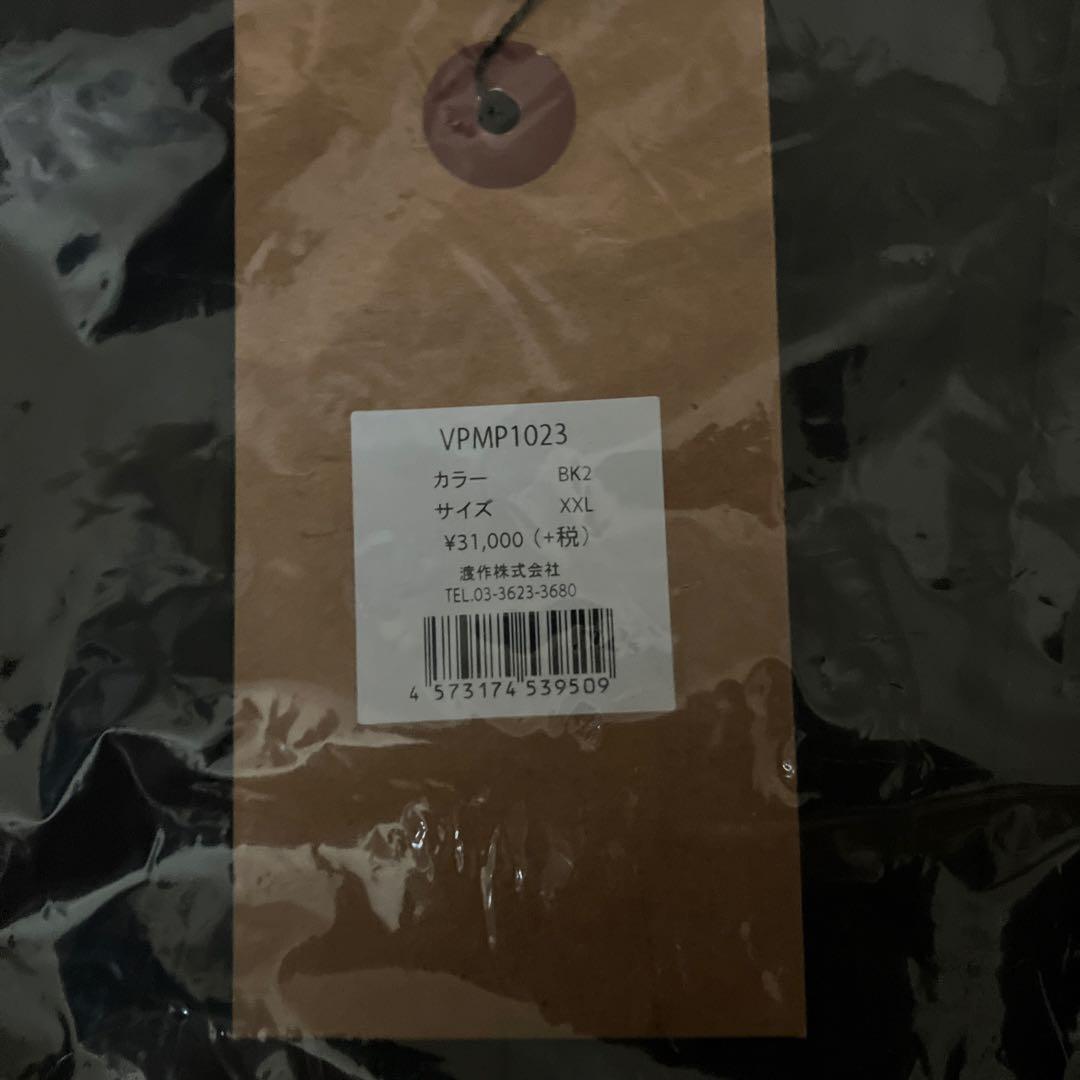 VPMP1023
カラー BK2
サイズ XXL
¥31,000（+税）
渡作株式会社
TEL.03-3623-3680
4 573174 539509